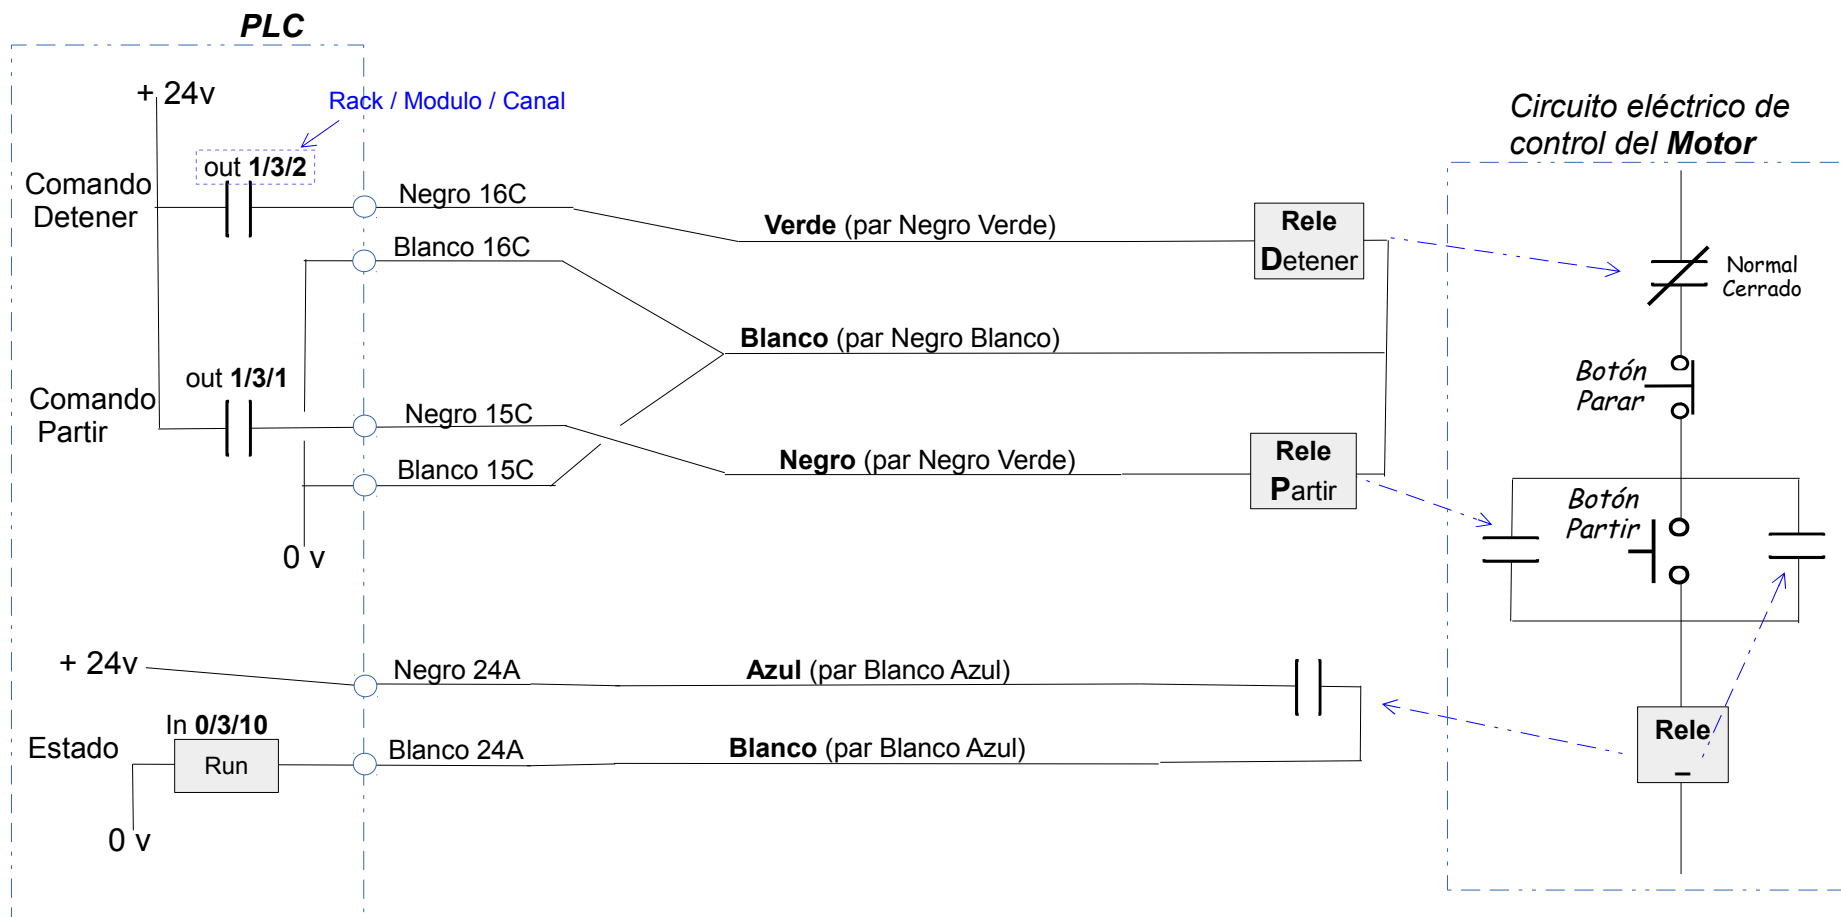 PLC
+ 24v
Rack / Modulo / Canal
out 1/3/2
Comando
Detener
Negro 16C
Blanco 16C
Verde (par Negro Verde)
Rele
Detener
Blanco (par Negro Blanco)
out 1/3/1
Comando
Partir
Negro 15C
Blanco 15C
Negro (par Negro Verde)
Rele
Partir
0 v
+ 24v
Negro 24A
Azul (par Blanco Azul)
In 0/3/10
Estado
Run
Blanco 24A
Blanco (par Blanco Azul)
0 v
Circuito eléctrico de
control del Motor
Normal
Cerrado
Botón
Parar
Botón
Partir
Rele
_